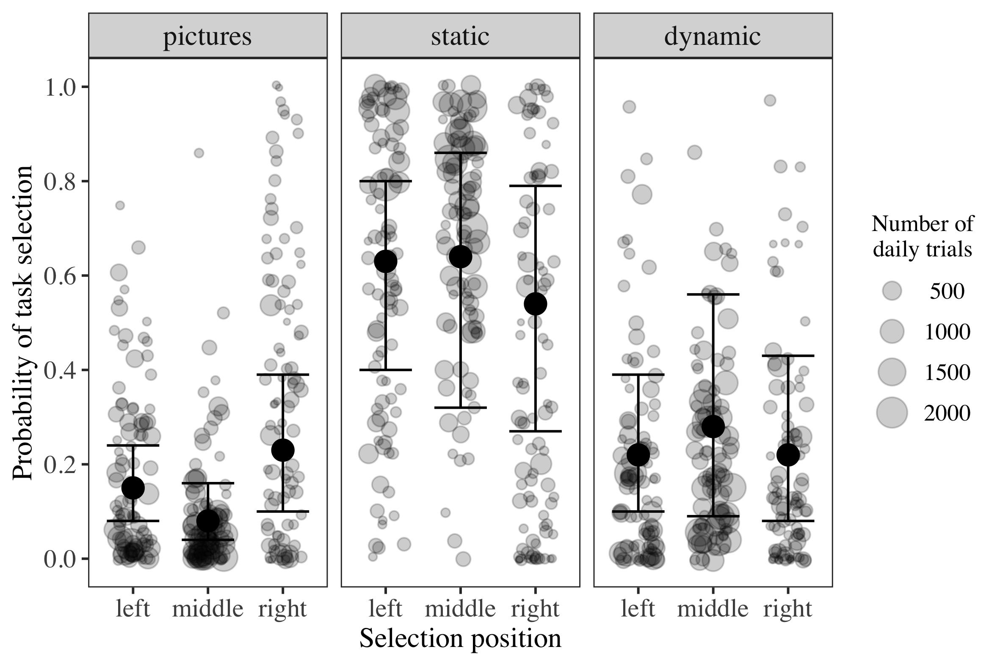 pictures
static
dynamic
Probability of task selection
1.0
0.8
0.6
0.4
0.2
0.0
left middle right
left middle right
left middle right
Selection position
Number of
daily trials
500
1000
1500
2000